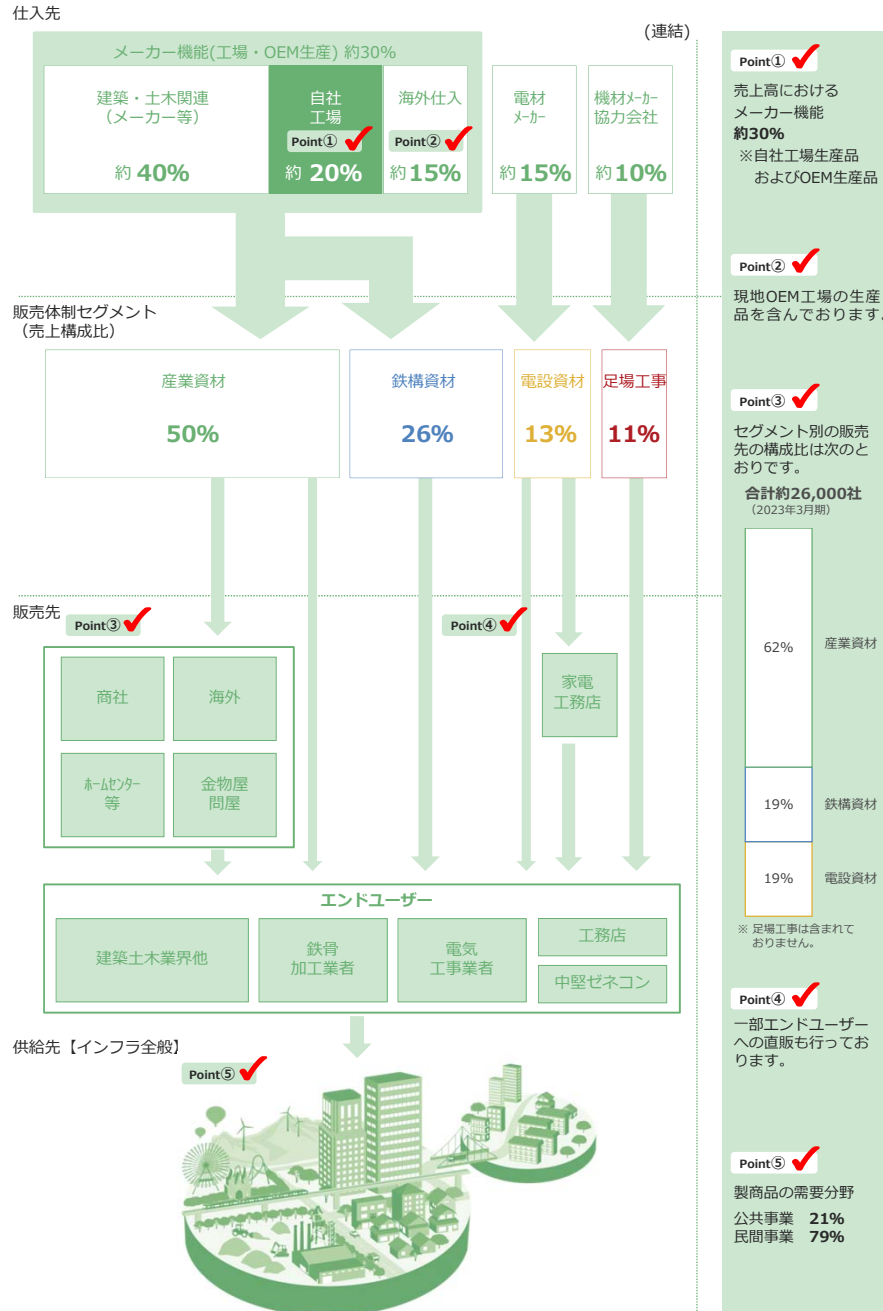 仕入先
(連結)
メーカー機能(工場・OEM生産) 約30%
建築・土木関連
(メーカー等)
約 40%
自社
工場
Point①
約 20%
海外仕入
Point②
約15%
電材
メーカー
約15%
機材メーカー
協力会社
約10%
販売体制セグメント
(売上構成比)
産業資材
50%
鉄構資材
26%
電設資材
13%
足場工事
11%
販売先
Point③
Point④
商社
海外
ホームセンター
等
金物屋
問屋
家電
工務店
エンドユーザー
建築土木業界他
鉄骨
加工業者
電気
工事業者
工務店
中堅ゼネコン
供給先【インフラ全般】
Point⑤
Point①
売上高における
メーカー機能
約30%
※自社工場生産品
およびOEM生産品
Point②
現地OEM工場の生産
品を含んでおります。
Point③
セグメント別の販売
先の構成比は次のと
おりです。
合計約26,000社
(2023年3月期)
62%
産業資材
19%
鉄構資材
19%
電設資材
※ 足場工事は含まれて
おりません。
Point④
一部エンドユーザー
への直販も行ってお
ります。
Point⑤
製商品の需要分野
公共事業 21%
民間事業 79%